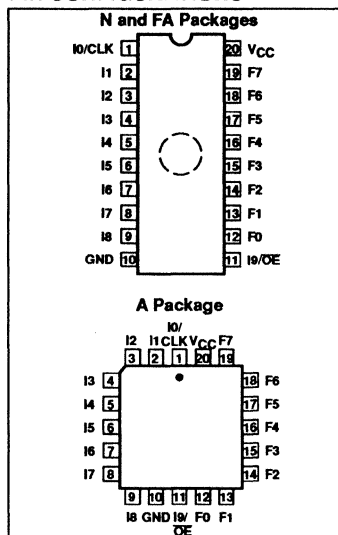 N and FA Packages
I0/CLK 1 20 VCC
I1 2 19 F7
I2 3 18 F6
I3 4 17 F5
I4 5 16 F4
I5 6 15 F3
I6 7 14 F2
I7 8 13 F1
I8 9 12 F0
GND 10 11 I9/OE
A Package
I0/
I2 I1 CLK VCC F7
3 2 1 20 19
I3 4 18 F6
I4 5 17 F5
I5 6 16 F4
I6 7 15 F3
I7 8 14 F2
9 10 11 12 13
I8 GND I9/ F0 F1
OE